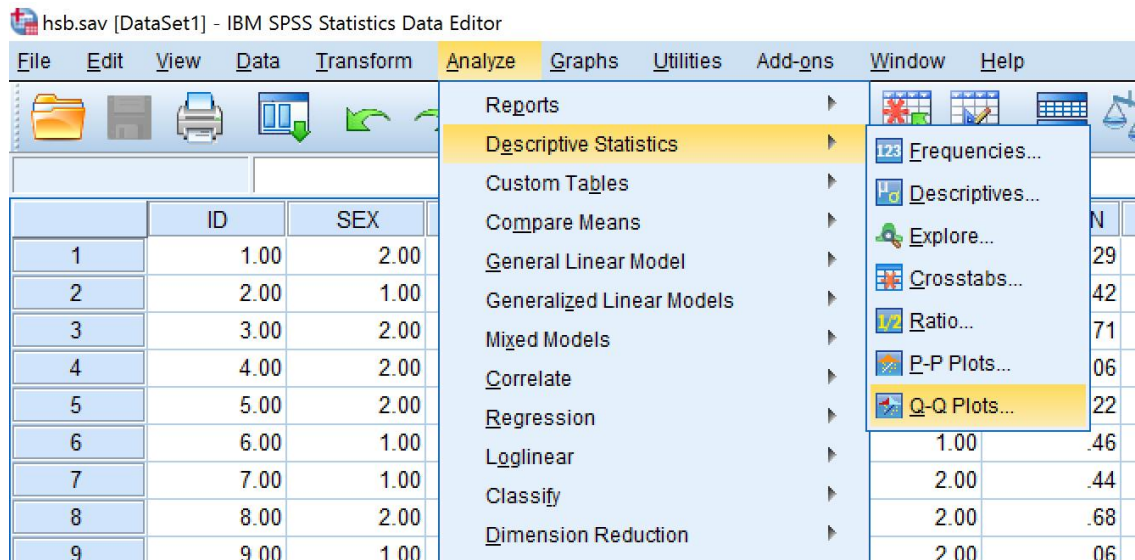 hsb.sav [DataSet1] - IBM SPSS Statistics Data Editor
File Edit View Data Transform Analyze Graphs Utilities Add-ons Window Help
Reports
Descriptive Statistics
Custom Tables
Compare Means
General Linear Model
Generalized Linear Models
Mixed Models
Correlate
Regression
Loglinear
Classify
Dimension Reduction
123 Frequencies...
Descriptives...
Explore...
Crosstabs...
1/2 Ratio...
P-P Plots...
Q-Q Plots...
ID SEX N
1 1.00 2.00 29
2 2.00 1.00 42
3 3.00 2.00 71
4 4.00 2.00 06
5 5.00 2.00 22
6 6.00 1.00 1.00 .46
7 7.00 1.00 2.00 .44
8 8.00 2.00 2.00 .68
9 9.00 1.00 2.00 .06